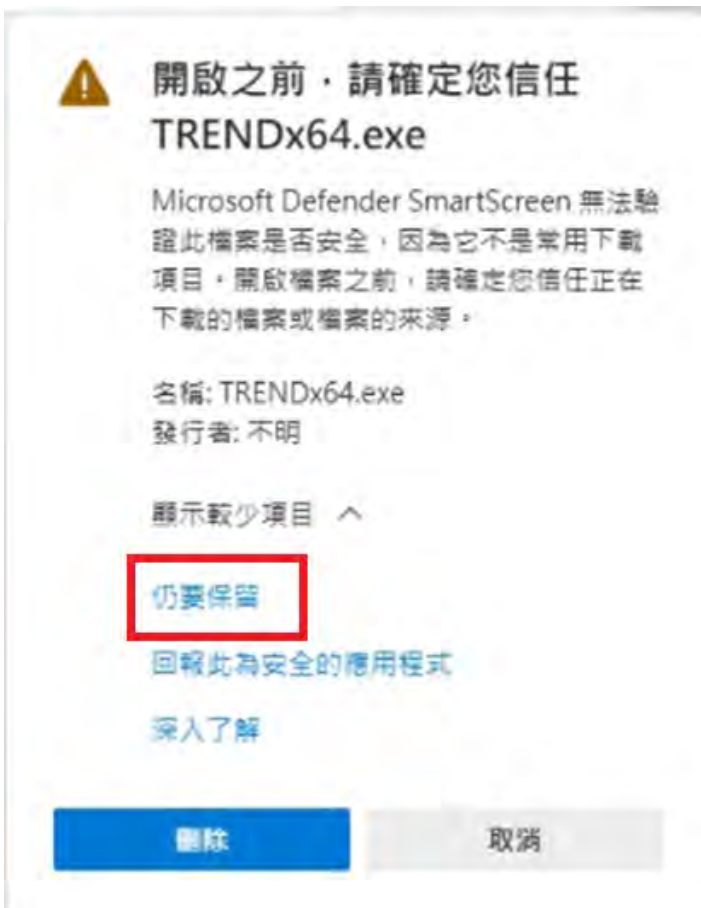 開啟之前，請確定您信任
TRENDx64.exe
Microsoft Defender SmartScreen 無法驗
證此檔案是否安全，因為它不是常用下載
項目。開啟檔案之前，請確定您信任正在
下載的檔案或檔案的來源。
名稱: TRENDx64.exe
發行者: 不明
顯示較少項目
仍要保留
回報此為安全的應用程式
深入了解
刪除
取消